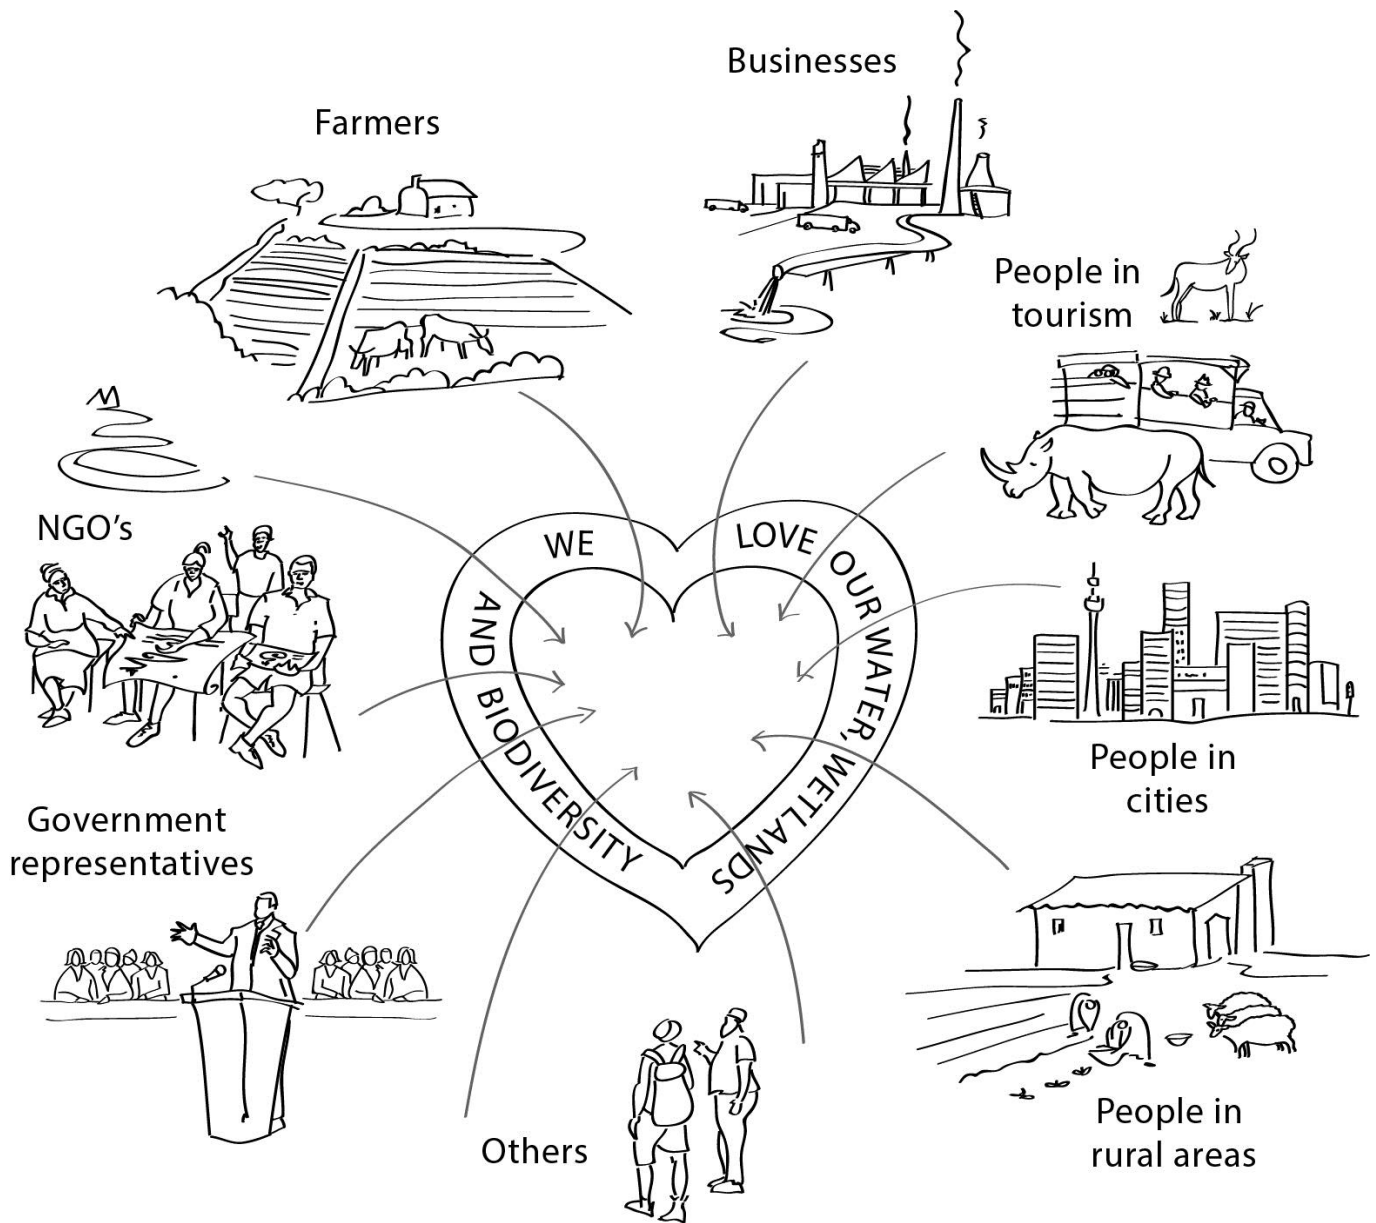 Businesses
Farmers
People in
tourism
NGO's
WE LOVE OUR WATER, WETLANDS
AND BIODIVERSITY
People in
cities
Government
representatives
People in
rural areas
Others